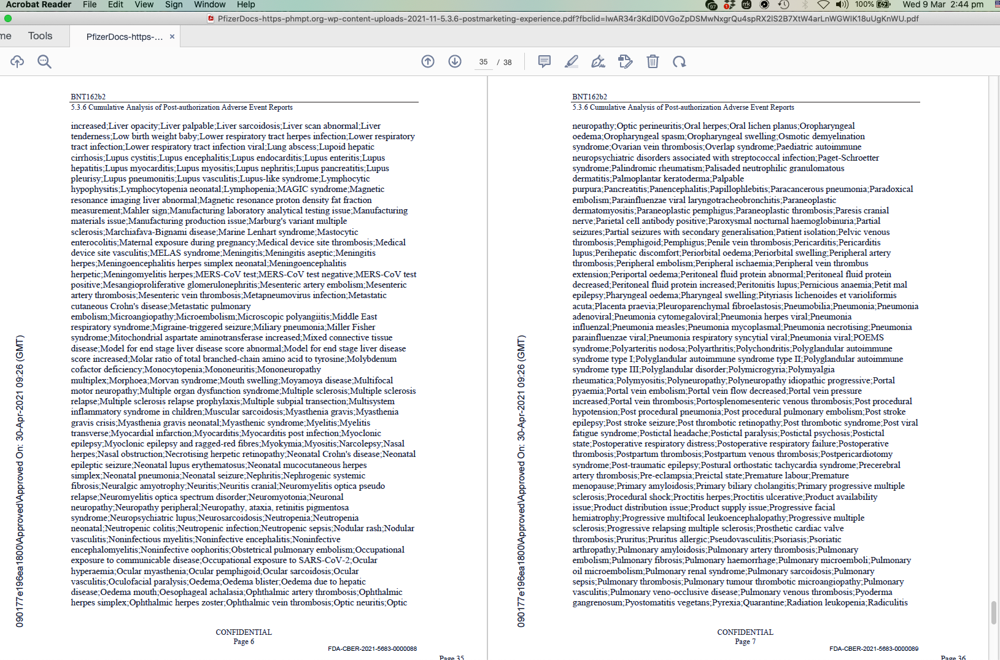 Acrobat Reader File Edit View Sign Window Help 97 1 mk 100% Wed 9 Mar 2:44 pm
PfizerDocs-https-phmpt.org-wp-content-uploads-2021-11-5.3.6-postmarketing-experience.pdf?fbclid=IwAR34r3KdlD0VGoZpDSMwNxgrQu4spRX2lS2B7XtW4arLnWGWlK18uUgKnWU.pdf
me Tools PfizerDocs-https-... ×
35 / 38
BNT162b2
5.3.6 Cumulative Analysis of Post-authorization Adverse Event Reports
increased;Liver opacity;Liver palpable;Liver sarcoidosis;Liver scan abnormal;Liver
tenderness;Low birth weight baby;Lower respiratory tract herpes infection;Lower respiratory
tract infection;Lower respiratory tract infection viral;Lung abscess;Lupoid hepatic
cirrhosis;Lupus cystitis;Lupus encephalitis;Lupus endocarditis;Lupus enteritis;Lupus
hepatitis;Lupus myocarditis;Lupus myositis;Lupus nephritis;Lupus pancreatitis;Lupus
pleurisy;Lupus pneumonitis;Lupus vasculitis;Lupus-like syndrome;Lymphocytic
hypophysitis;Lymphocytopenia neonatal;Lymphopenia;MAGIC syndrome;Magnetic
resonance imaging liver abnormal;Magnetic resonance proton density fat fraction
measurement;Mahler sign;Manufacturing laboratory analytical testing issue;Manufacturing
materials issue;Manufacturing production issue;Marburg's variant multiple
sclerosis;Marchiafava-Bignami disease;Marine Lenhart syndrome;Mastocytic
enterocolitis;Maternal exposure during pregnancy;Medical device site thrombosis;Medical
device site vasculitis;MELAS syndrome;Meningitis;Meningitis aseptic;Meningitis
herpes;Meningoencephalitis herpes simplex neonatal;Meningoencephalitis
herpetic;Meningomyelitis herpes;MERS-CoV test;MERS-CoV test negative;MERS-CoV test
positive;Mesangioproliferative glomerulonephritis;Mesenteric artery embolism;Mesenteric
artery thrombosis;Mesenteric vein thrombosis;Metapneumovirus infection;Metastatic
cutaneous Crohn's disease;Metastatic pulmonary
embolism;Microangiopathy;Microembolism;Microscopic polyangiitis;Middle East
respiratory syndrome;Migraine-triggered seizure;Miliary pneumonia;Miller Fisher
syndrome;Mitochondrial aspartate aminotransferase increased;Mixed connective tissue
disease;Model for end stage liver disease score abnormal;Model for end stage liver disease
score increased;Molar ratio of total branched-chain amino acid to tyrosine;Molybdenum
cofactor deficiency;Monocytopenia;Mononeuritis;Mononeuropathy
multiplex;Morphoea;Morvan syndrome;Mouth swelling;Moyamoya disease;Multifocal
motor neuropathy;Multiple organ dysfunction syndrome;Multiple sclerosis;Multiple sclerosis
relapse;Multiple sclerosis relapse prophylaxis;Multiple subpial transection;Multisystem
inflammatory syndrome in children;Muscular sarcoidosis;Myasthenia gravis;Myasthenia
gravis crisis;Myasthenia gravis neonatal;Myasthenic syndrome;Myelitis;Myelitis
transverse;Myocardial infarction;Myocarditis;Myocarditis post infection;Myoclonic
epilepsy;Myoclonic epilepsy and ragged-red fibres;Myokymia;Myositis;Narcolepsy;Nasal
herpes;Nasal obstruction;Necrotising herpetic retinopathy;Neonatal Crohn's disease;Neonatal
epileptic seizure;Neonatal lupus erythematosus;Neonatal mucocutaneous herpes
simplex;Neonatal pneumonia;Neonatal seizure;Nephritis;Nephrogenic systemic
fibrosis;Neuralgic amyotrophy;Neuritis;Neuritis cranial;Neuromyelitis optica pseudo
relapse;Neuromyelitis optica spectrum disorder;Neuromyotonia;Neuronal
neuropathy;Neuropathy peripheral;Neuropathy, ataxia, retinitis pigmentosa
syndrome;Neuropsychiatric lupus;Neurosarcoidosis;Neutropenia;Neutropenia
neonatal;Neutropenic colitis;Neutropenic infection;Neutropenic sepsis;Nodular rash;Nodular
vasculitis;Noninfectious myelitis;Noninfective encephalitis;Noninfective
encephalomyelitis;Noninfective oophoritis;Obstetrical pulmonary embolism;Occupational
exposure to communicable disease;Occupational exposure to SARS-CoV-2;Ocular
hyperaemia;Ocular myasthenia;Ocular pemphigoid;Ocular sarcoidosis;Ocular
vasculitis;Oculofacial paralysis;Oedema;Oedema blister;Oedema due to hepatic
disease;Oedema mouth;Oesophageal achalasia;Ophthalmic artery thrombosis;Ophthalmic
herpes simplex;Ophthalmic herpes zoster;Ophthalmic vein thrombosis;Optic neuritis;Optic
090177e196ea1800\Approved\Approved On: 30-Apr-2021 09:26 (GMT)
CONFIDENTIAL
Page 6
FDA-CBER-2021-5683-0000088
Page 35
BNT162b2
5.3.6 Cumulative Analysis of Post-authorization Adverse Event Reports
neuropathy;Optic perineuritis;Oral herpes;Oral lichen planus;Oropharyngeal
oedema;Oropharyngeal spasm;Oropharyngeal swelling;Osmotic demyelination
syndrome;Ovarian vein thrombosis;Overlap syndrome;Paediatric autoimmune
neuropsychiatric disorders associated with streptococcal infection;Paget-Schroetter
syndrome;Palindromic rheumatism;Palisaded neutrophilic granulomatous
dermatitis;Palmoplantar keratoderma;Palpable
purpura;Pancreatitis;Panencephalitis;Papillophlebitis;Paracancerous pneumonia;Paradoxical
embolism;Parainfluenzae viral laryngotracheobronchitis;Paraneoplastic
dermatomyositis;Paraneoplastic pemphigus;Paraneoplastic thrombosis;Paresis cranial
nerve;Parietal cell antibody positive;Paroxysmal nocturnal haemoglobinuria;Partial
seizures;Partial seizures with secondary generalisation;Patient isolation;Pelvic venous
thrombosis;Pemphigoid;Pemphigus;Penile vein thrombosis;Pericarditis;Pericarditis
lupus;Perihepatic discomfort;Periorbital oedema;Periorbital swelling;Peripheral artery
thrombosis;Peripheral embolism;Peripheral ischaemia;Peripheral vein thrombus
extension;Periportal oedema;Peritoneal fluid protein abnormal;Peritoneal fluid protein
decreased;Peritoneal fluid protein increased;Peritonitis lupus;Pernicious anaemia;Petit mal
epilepsy;Pharyngeal oedema;Pharyngeal swelling;Pityriasis lichenoides et varioliformis
acuta;Placenta praevia;Pleuroparenchymal fibroelastosis;Pneumobilia;Pneumonia;Pneumonia
adenoviral;Pneumonia cytomegaloviral;Pneumonia herpes viral;Pneumonia
influenzal;Pneumonia measles;Pneumonia mycoplasmal;Pneumonia necrotising;Pneumonia
parainfluenzae viral;Pneumonia respiratory syncytial viral;Pneumonia viral;POEMS
syndrome;Polyarteritis nodosa;Polyarthritis;Polychondritis;Polyglandular autoimmune
syndrome type I;Polyglandular autoimmune syndrome type II;Polyglandular autoimmune
syndrome type III;Polyglandular disorder;Polymicrogyria;Polymyalgia
rheumatica;Polymyositis;Polyneuropathy;Polyneuropathy idiopathic progressive;Portal
pyaemia;Portal vein embolism;Portal vein flow decreased;Portal vein pressure
increased;Portal vein thrombosis;Portosplenomesenteric venous thrombosis;Post procedural
hypotension;Post procedural pneumonia;Post procedural pulmonary embolism;Post stroke
epilepsy;Post stroke seizure;Post thrombotic retinopathy;Post thrombotic syndrome;Post viral
fatigue syndrome;Postictal headache;Postictal paralysis;Postictal psychosis;Postictal
state;Postoperative respiratory distress;Postoperative respiratory failure;Postoperative
thrombosis;Postpartum thrombosis;Postpartum venous thrombosis;Postpericardiotomy
syndrome;Post-traumatic epilepsy;Postural orthostatic tachycardia syndrome;Precerebral
artery thrombosis;Pre-eclampsia;Preictal state;Premature labour;Premature
menopause;Primary amyloidosis;Primary biliary cholangitis;Primary progressive multiple
sclerosis;Procedural shock;Proctitis herpes;Proctitis ulcerative;Product availability
issue;Product distribution issue;Product supply issue;Progressive facial
hemiatrophy;Progressive multifocal leukoencephalopathy;Progressive multiple
sclerosis;Progressive relapsing multiple sclerosis;Prosthetic cardiac valve
thrombosis;Pruritus;Pruritus allergic;Pseudovasculitis;Psoriasis;Psoriatic
arthropathy;Pulmonary amyloidosis;Pulmonary artery thrombosis;Pulmonary
embolism;Pulmonary fibrosis;Pulmonary haemorrhage;Pulmonary microemboli;Pulmonary
oil microembolism;Pulmonary renal syndrome;Pulmonary sarcoidosis;Pulmonary
sepsis;Pulmonary thrombosis;Pulmonary tumour thrombotic microangiopathy;Pulmonary
vasculitis;Pulmonary veno-occlusive disease;Pulmonary venous thrombosis;Pyoderma
gangrenosum;Pyostomatitis vegetans;Pyrexia;Quarantine;Radiation leukopenia;Radiculitis
090177e196ea1800\Approved\Approved On: 30-Apr-2021 09:26 (GMT)
CONFIDENTIAL
Page 7
FDA-CBER-2021-5683-0000089
Page 36